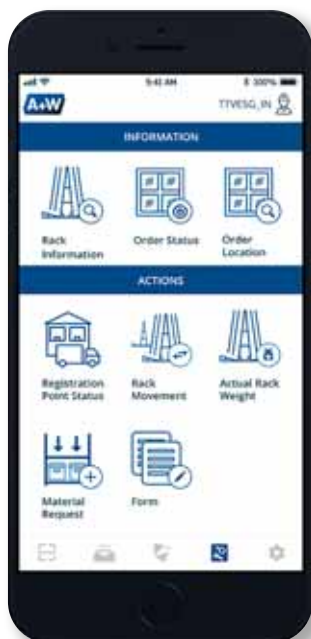 9:41 AM
100%
A+W
TTVESG_IN
INFORMATION
Rack
Information
Order Status
Order
Location
ACTIONS
Registration
Point Status
Rack
Movement
Actual Rack
Weight
Material
Request
Form